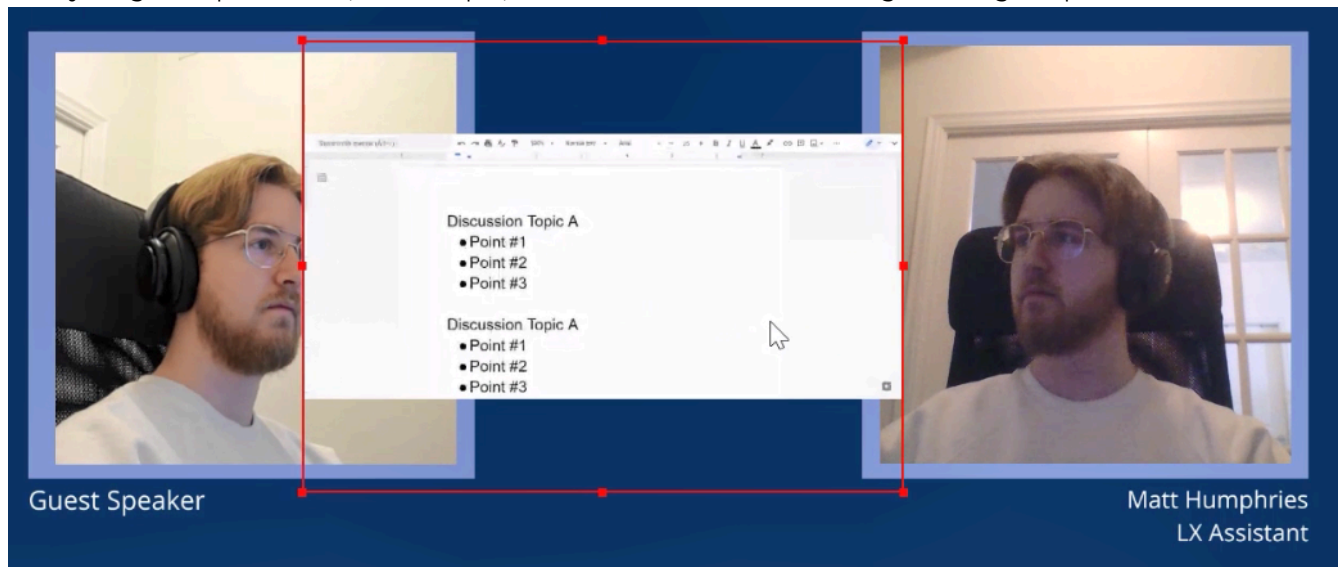 Discussion Topic A
● Point #1
● Point #2
● Point #3
Discussion Topic A
● Point #1
● Point #2
● Point #3
Guest Speaker
Matt Humphries
LX Assistant